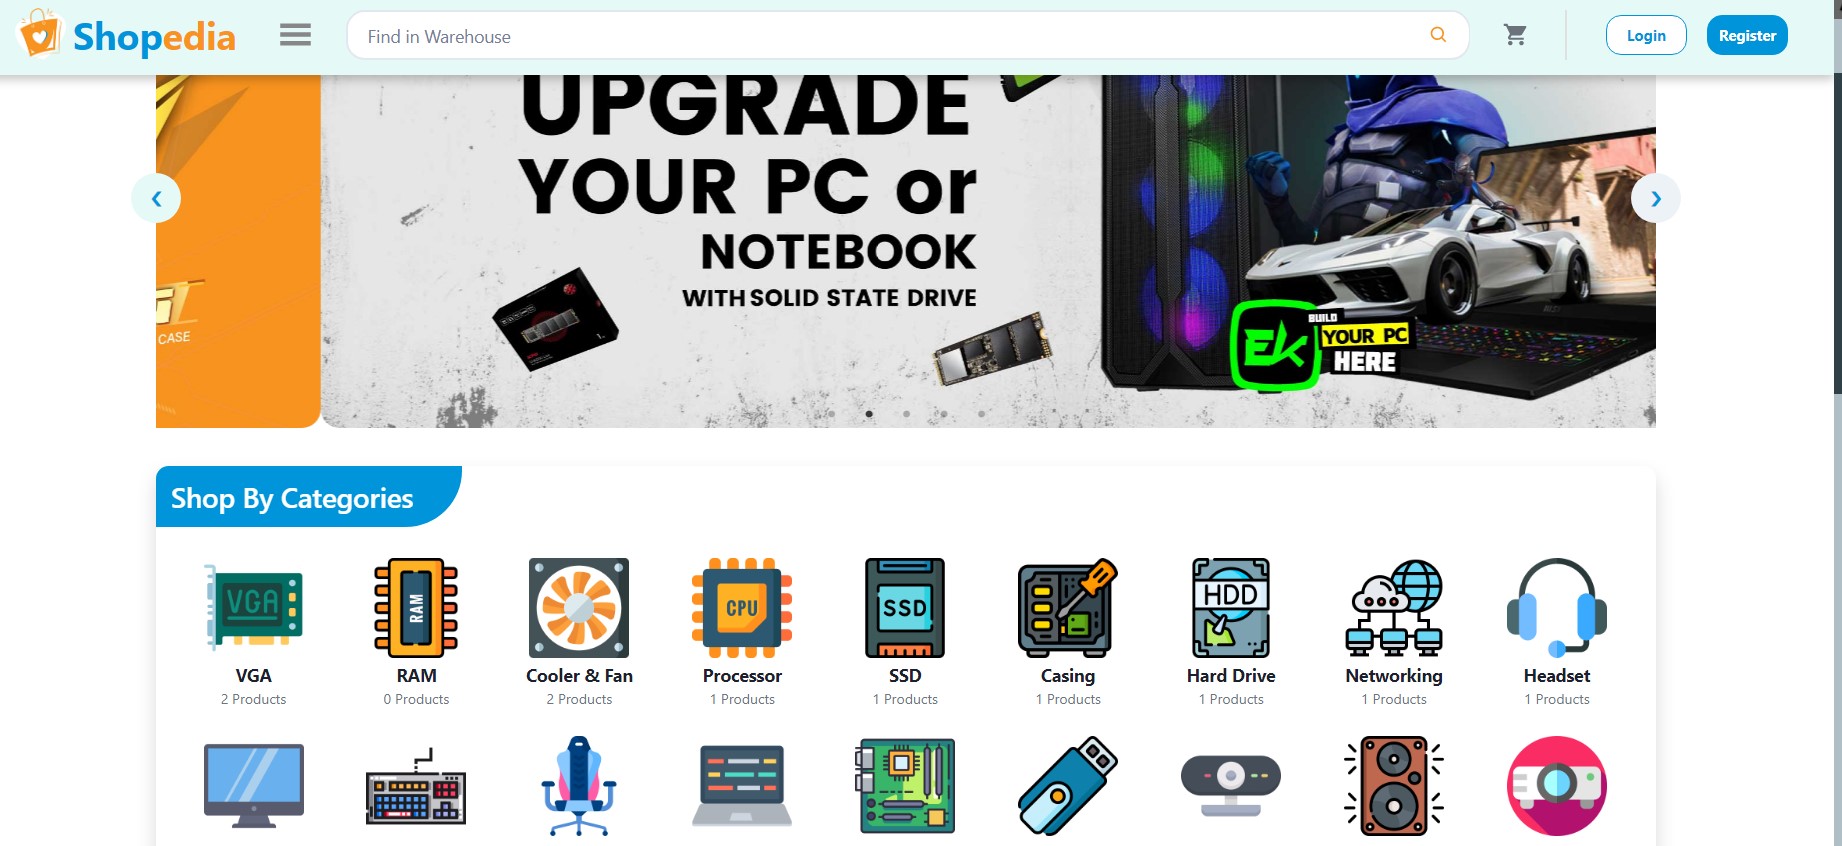 Shopedia
Find in Warehouse
Login
Register
UPGRADE
YOUR PC or
NOTEBOOK
WITH SOLID STATE DRIVE
CASE
EK
BUILD
YOUR PC
HERE
Shop By Categories
VGA
RAM
CPU
SSD
HDD
VGA
RAM
Cooler & Fan
Processor
SSD
Casing
Hard Drive
Networking
Headset
2 Products
0 Products
2 Products
1 Products
1 Products
1 Products
1 Products
1 Products
1 Products